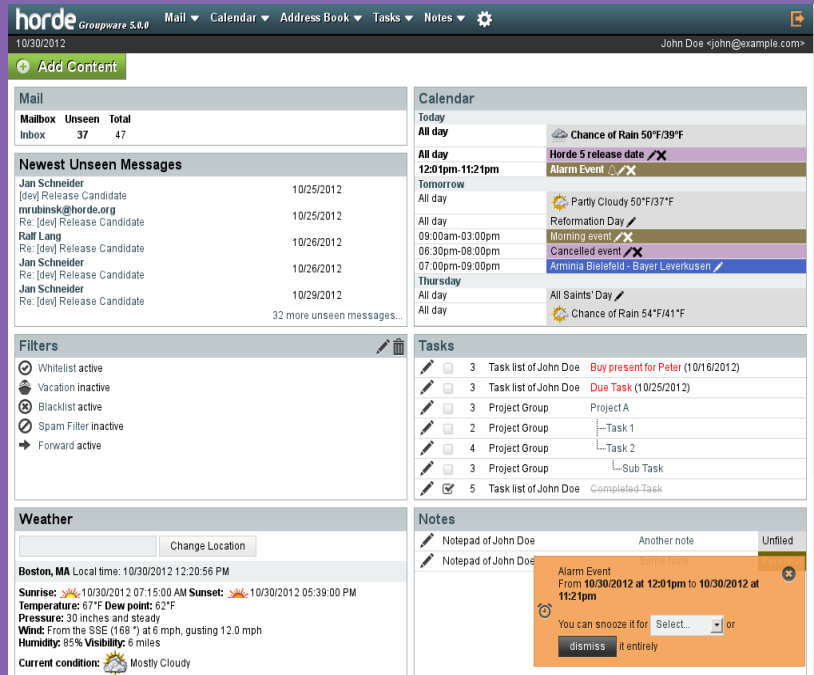 horde Groupware 5.0.0 Mail Calendar Address Book Tasks Notes
10/30/2012 John Doe <john@example.com>
Add Content
Mail
Mailbox Unseen Total
Inbox 37 47
Newest Unseen Messages
Jan Schneider
[dev] Release Candidate 10/25/2012
mrubinsk@horde.org
Re: [dev] Release Candidate 10/25/2012
Ralf Lang
Re: [dev] Release Candidate 10/26/2012
Jan Schneider
Re: [dev] Release Candidate 10/26/2012
Jan Schneider
Re: [dev] Release Candidate 10/29/2012
32 more unseen messages...
Calendar
Today
All day Chance of Rain 50°F/39°F
All day Horde 5 release date
12:01pm-11:21pm Alarm Event
Tomorrow
All day Partly Cloudy 50°F/37°F
All day Reformation Day
09:00am-03:00pm Morning event
06:30pm-08:00pm Cancelled event
07:00pm-09:00pm Arminia Bielefeld - Bayer Leverkusen
Thursday
All day All Saints' Day
All day Chance of Rain 54°F/41°F
Filters
Whitelist active
Vacation inactive
Blacklist active
Spam Filter inactive
Forward active
Tasks
3 Task list of John Doe Buy present for Peter (10/16/2012)
3 Task list of John Doe Due Task (10/25/2012)
3 Project Group Project A
2 Project Group Task 1
4 Project Group Task 2
3 Project Group Sub Task
5 Task list of John Doe Completed Task
Weather
Change Location
Boston, MA Local time: 10/30/2012 12:20:56 PM
Sunrise: 10/30/2012 07:15:00 AM Sunset: 10/30/2012 05:39:00 PM
Temperature: 67°F Dew point: 62°F
Pressure: 30 inches and steady
Wind: From the SSE (168 °) at 6 mph, gusting 12.0 mph
Humidity: 85% Visibility: 6 miles
Current condition: Mostly Cloudy
Notes
Notepad of John Doe Another note Unfiled
Notepad of John Doe Some Note
Alarm Event
From 10/30/2012 at 12:01pm to 10/30/2012 at
11:21pm
You can snooze it for Select... or
dismiss it entirely